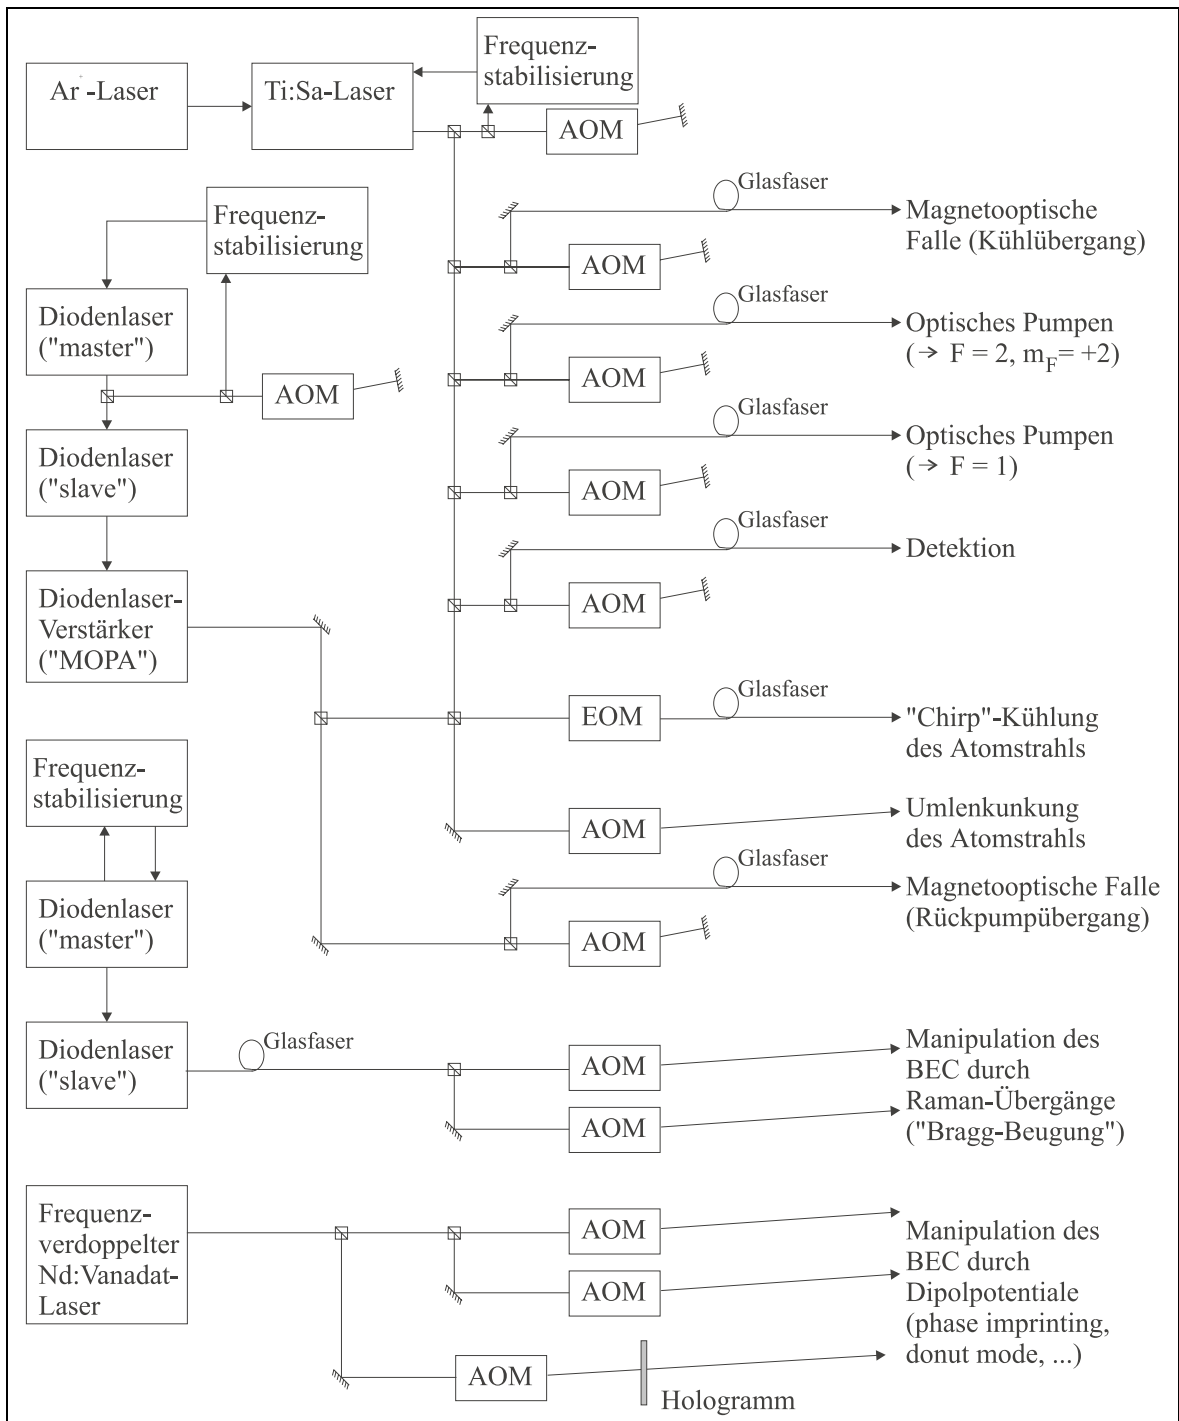 Frequenz-
stabilisierung
Ar+-Laser
Ti:Sa-Laser
AOM
Glasfaser
Magnetooptische
Falle (Kühlübergang)
AOM
Frequenz-
stabilisierung
Diodenlaser
("master")
AOM
Glasfaser
Optisches Pumpen
(→ F = 2, mF= +2)
AOM
Diodenlaser
("slave")
Glasfaser
Optisches Pumpen
(→ F = 1)
AOM
Glasfaser
Detektion
AOM
Diodenlaser-
Verstärker
("MOPA")
EOM
Glasfaser
"Chirp"-Kühlung
des Atomstrahls
Frequenz-
stabilisierung
AOM
Umlenkunkung
des Atomstrahls
Diodenlaser
("master")
Glasfaser
Magnetooptische Falle
(Rückpumpübergang)
AOM
Diodenlaser
("slave")
Glasfaser
AOM
AOM
Manipulation des
BEC durch
Raman-Übergänge
("Bragg-Beugung")
Frequenz-
verdoppelter
Nd:Vanadat-
Laser
AOM
AOM
Manipulation des
BEC durch
Dipolpotentiale
(phase imprinting,
donut mode, ...)
AOM
Hologramm